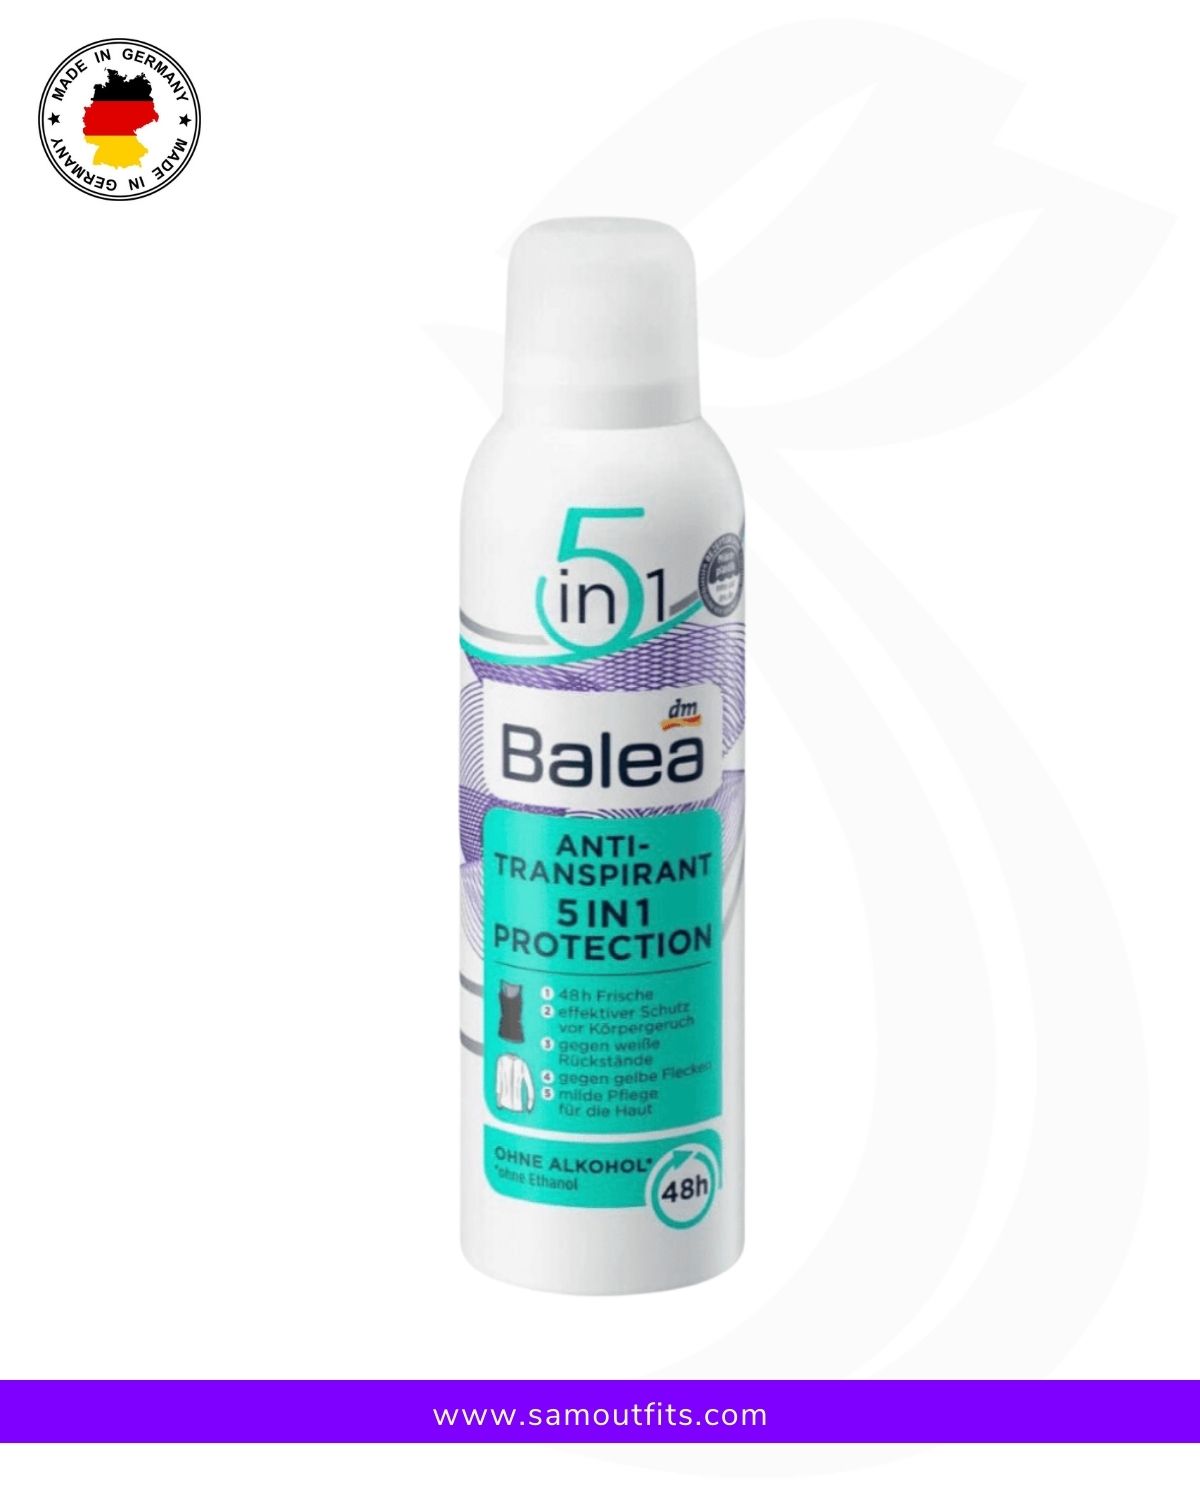 MADE IN GERMANY
MADE IN GERMANY
5
in 1
dm
Balea
ANTI-
TRANSPIRANT
5 IN 1
PROTECTION
1 48h Frische
2 effektiver Schutz
vor Körpergeruch
3 gegen weiße
Rückstände
4 gegen gelbe Flecken
5 milde Pflege
für die Haut
OHNE ALKOHOL*
*ohne Ethanol
48h
www.samoutfits.com